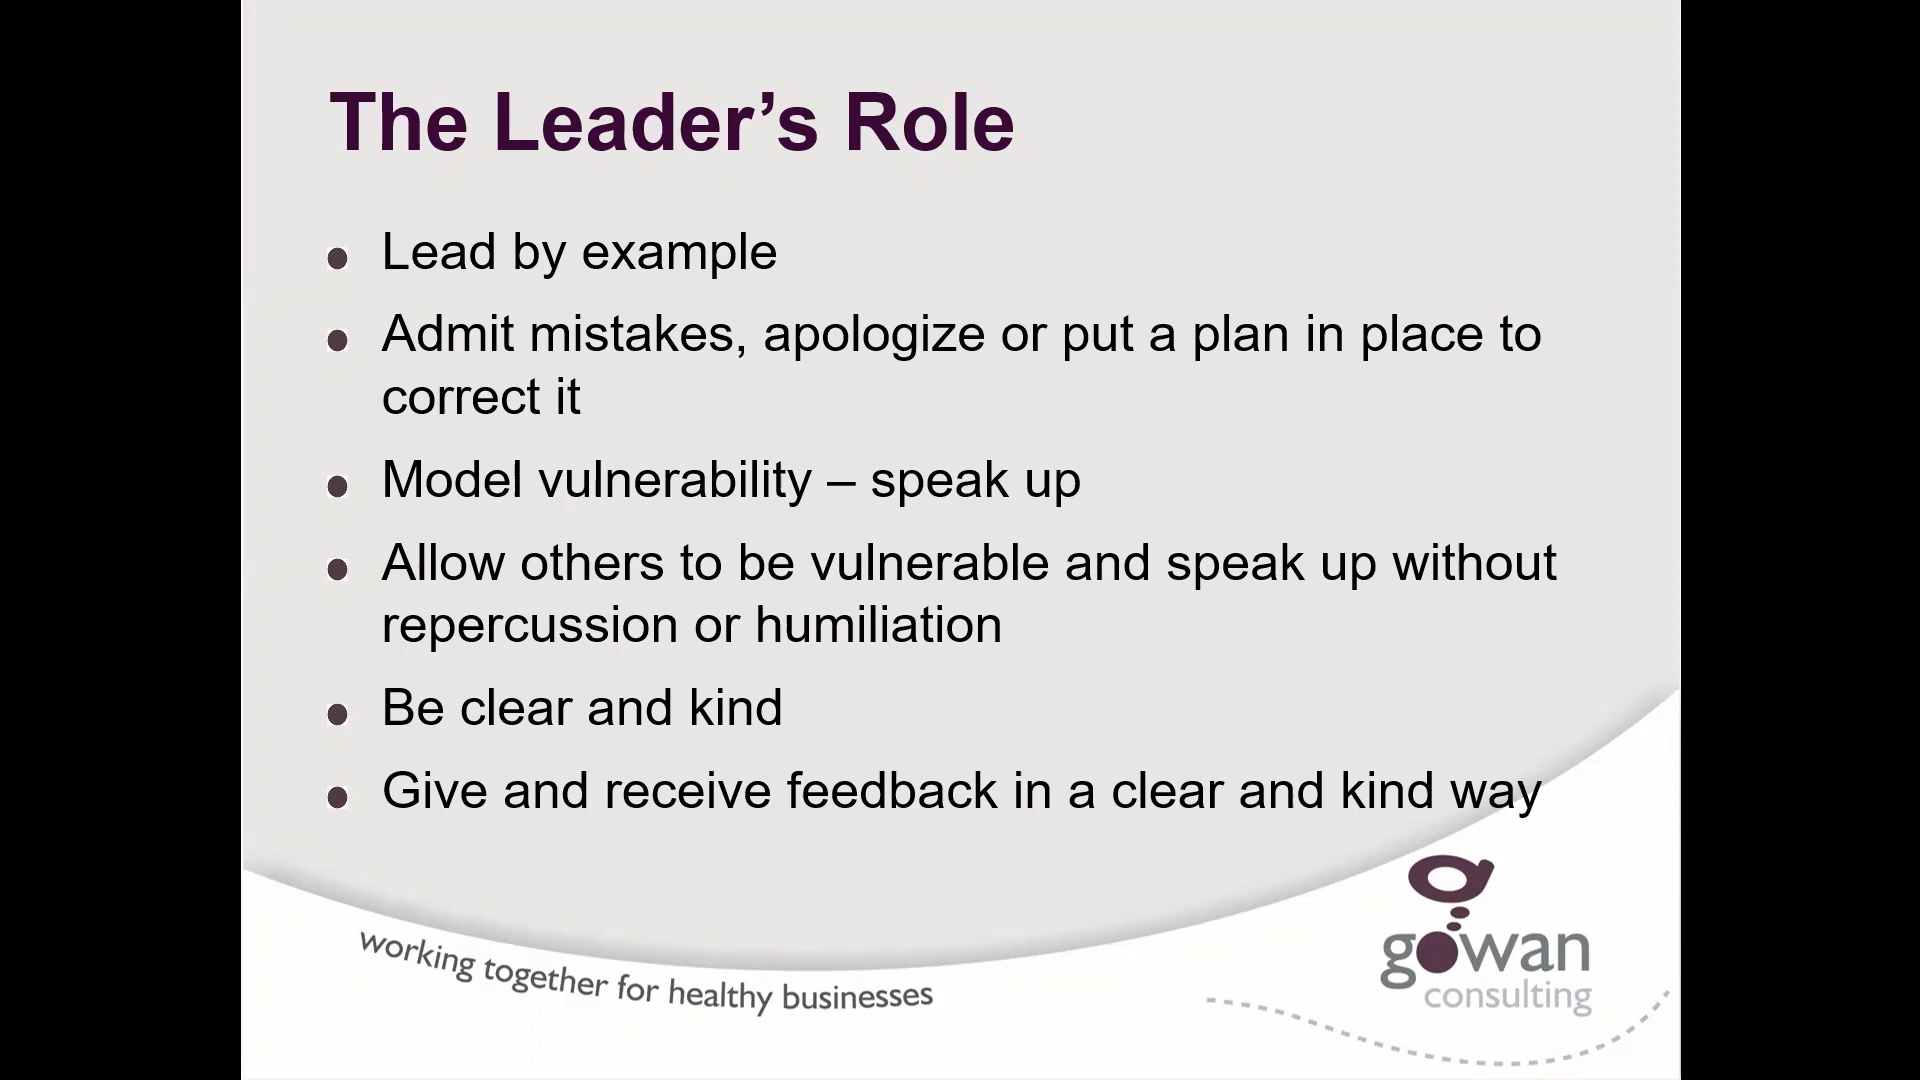 The Leader’s Role
Lead by example
Admit mistakes, apologize or put a plan in place to
correct it
Model vulnerability – speak up
Allow others to be vulnerable and speak up without
repercussion or humiliation
Be clear and kind
Give and receive feedback in a clear and kind way
working together for healthy businesses
gowan
consulting